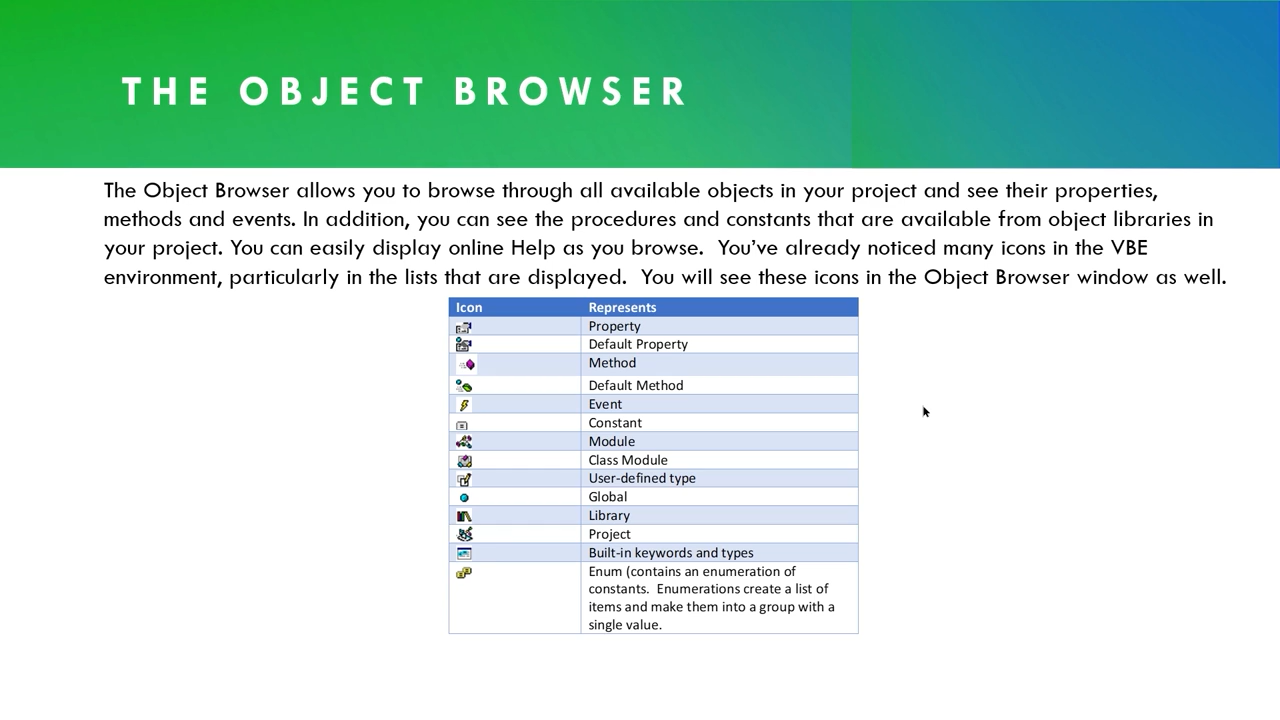 THE OBJECT BROWSER
The Object Browser allows you to browse through all available objects in your project and see their properties,
methods and events. In addition, you can see the procedures and constants that are available from object libraries in
your project. You can easily display online Help as you browse.  You've already noticed many icons in the VBE
environment, particularly in the lists that are displayed.  You will see these icons in the Object Browser window as well.
Icon Represents
Property
Default Property
Method
Default Method
Event
Constant
Module
Class Module
User-defined type
Global
Library
Project
Built-in keywords and types
Enum (contains an enumeration of
constants.  Enumerations create a list of
items and make them into a group with a
single value.